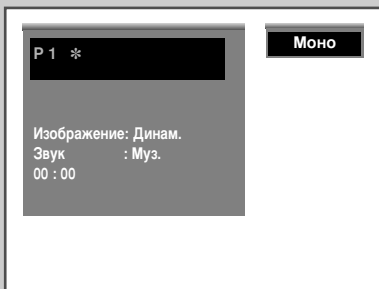 P 1 ✻
Моно
Изображение: Динам.
Звук : Муз.
00 : 00